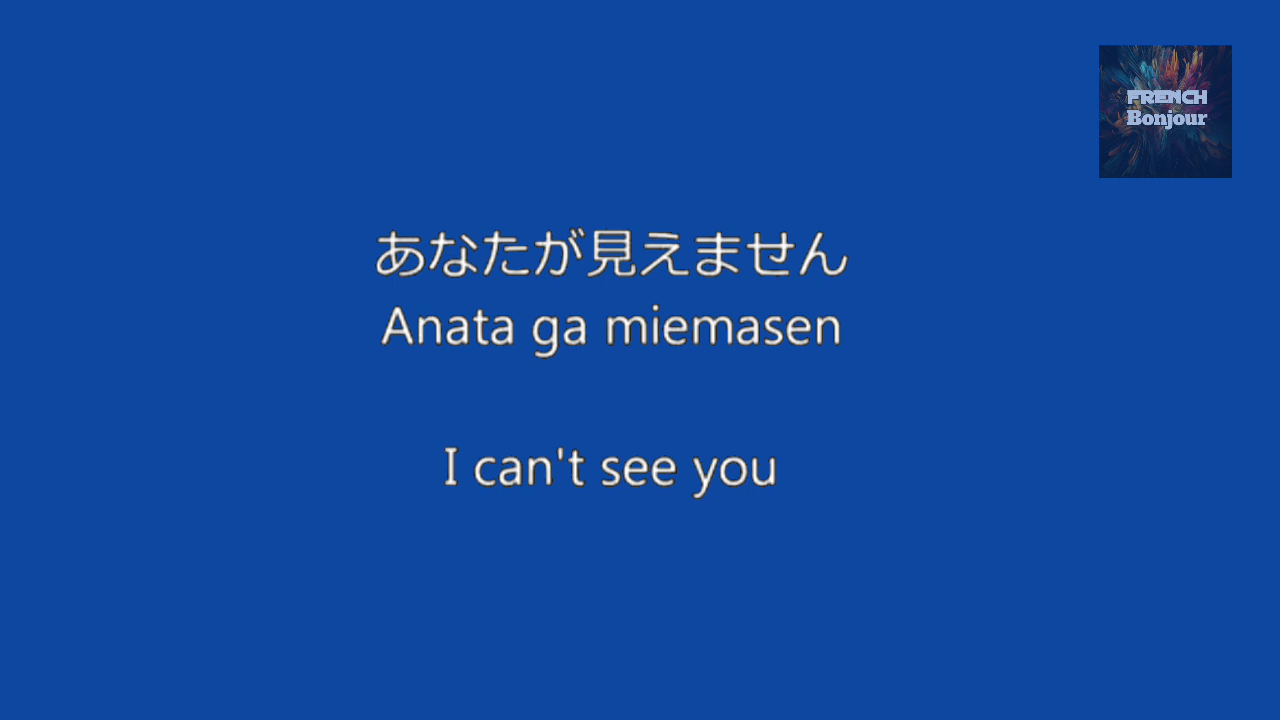 FRENCH
Bonjour
あなたが見えません
Anata ga miemasen
I can't see you